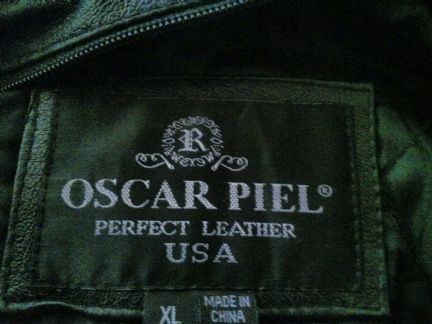 R
OSCAR PIEL®
PERFECT LEATHER
USA
XL
MADE IN
CHINA